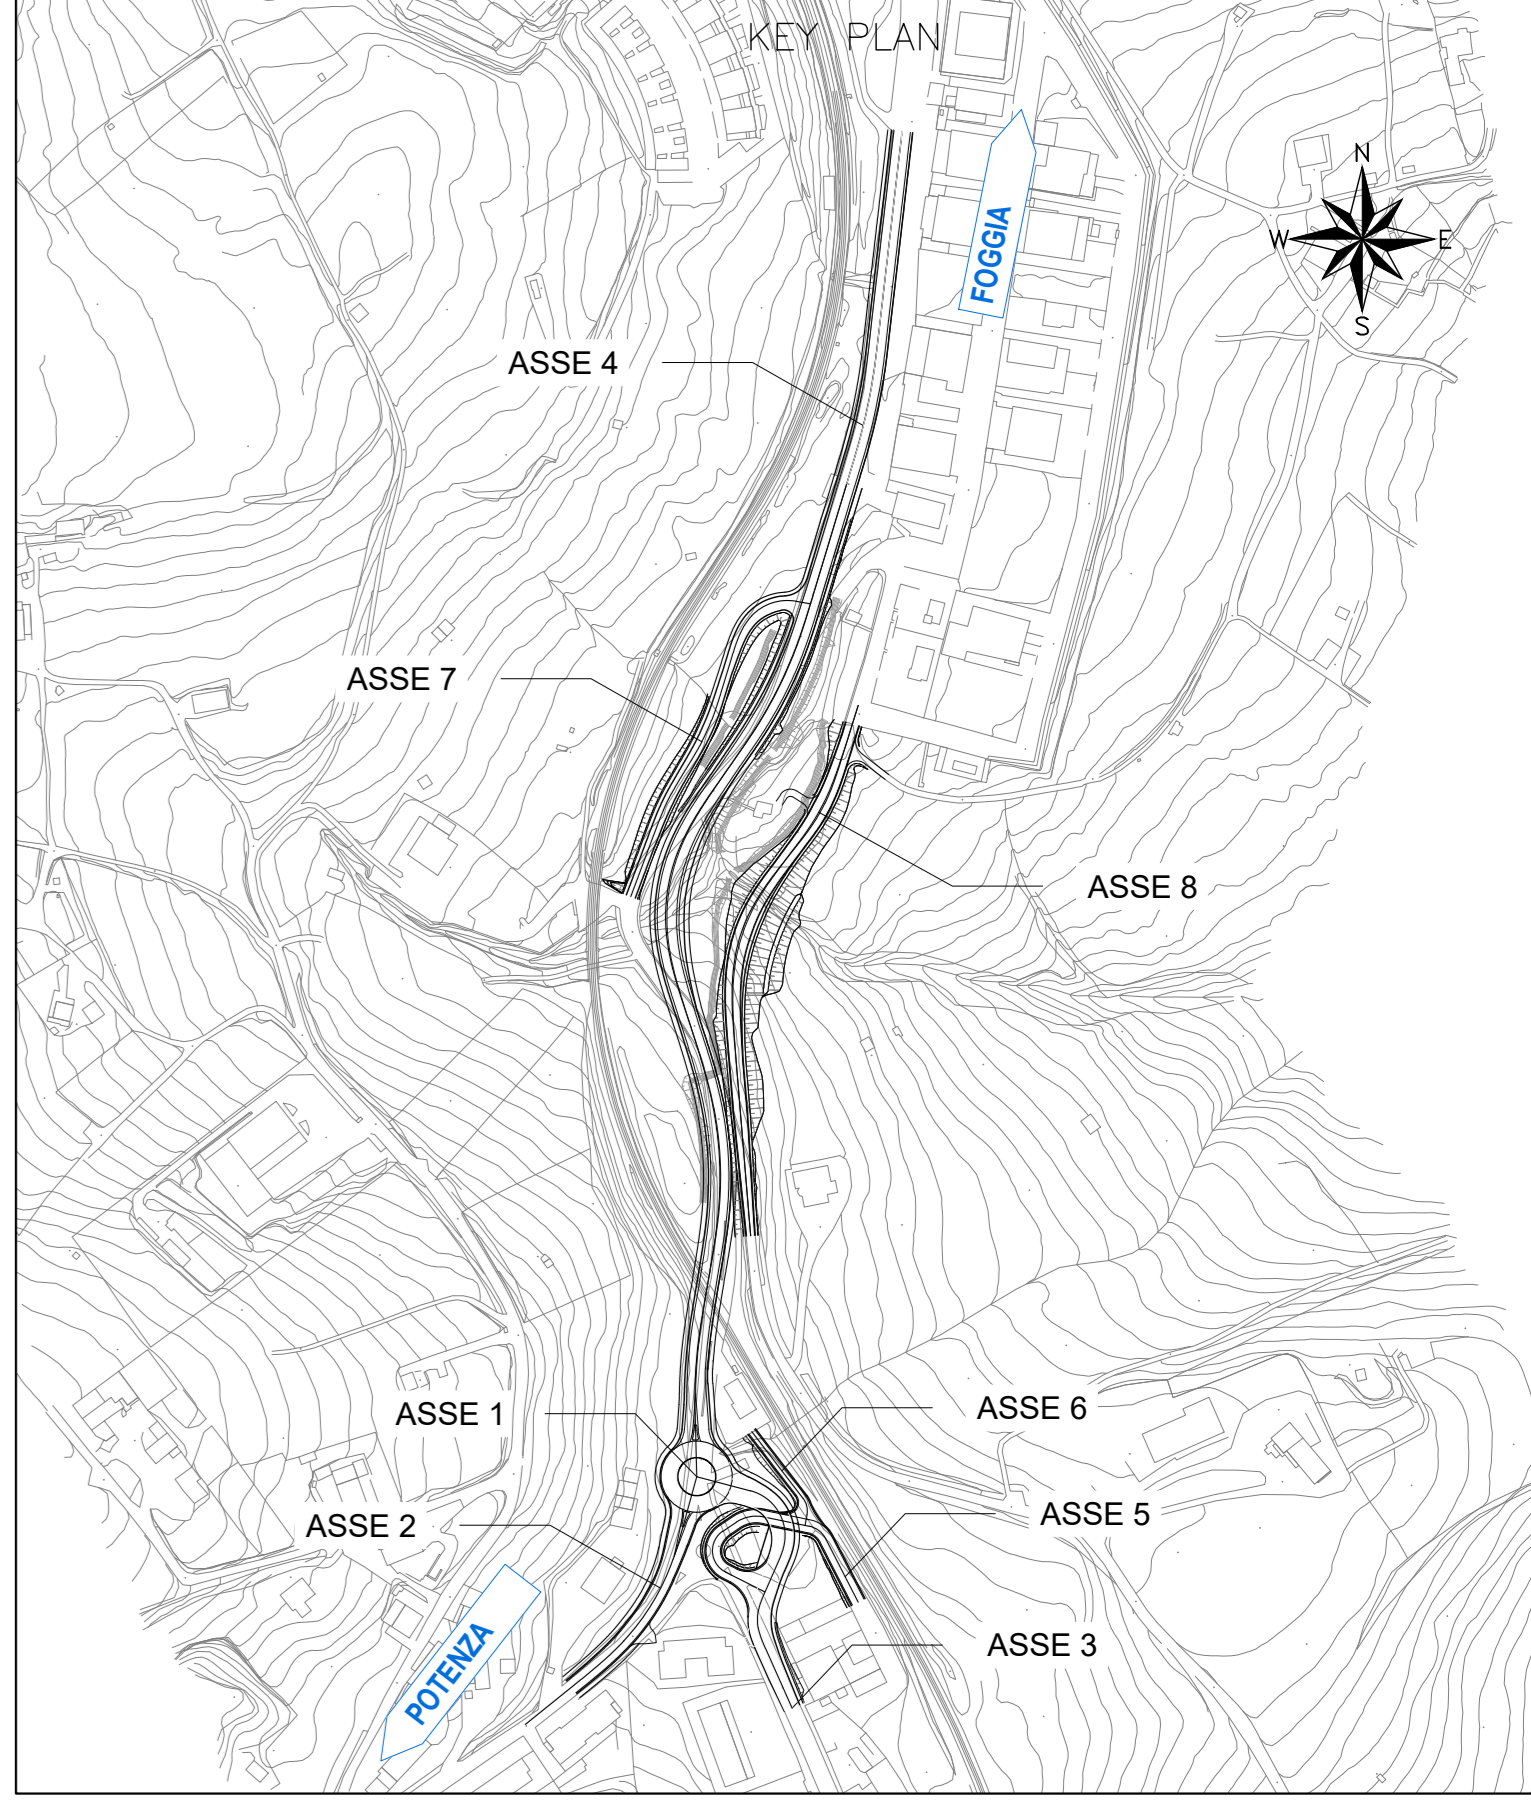 KEY PLAN
N
W
E
S
FOGGIA
ASSE 4
ASSE 7
ASSE 8
ASSE 1
ASSE 6
ASSE 5
ASSE 2
ASSE 3
POTENZA